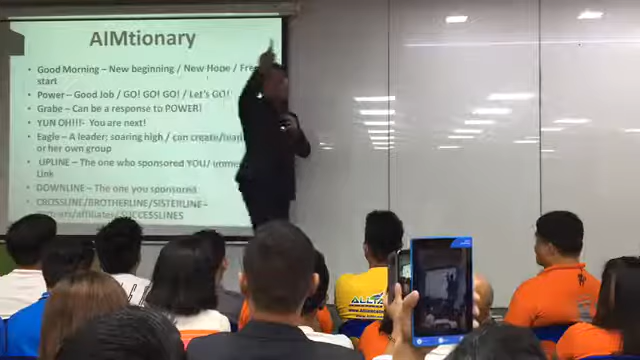 AIMtionary
• Good Morning – New beginning / New Hope / Fre
start
• Power – Good Job / GO! GO! GO! / Let's GO!
• Grabe – Can be a response to POWER!
• YUN OH!!!- You are next!
• Eagle – A leader; soaring high / can create/
or her own group
• UPLINE – The one who sponsored YOU/
Link
• DOWNLINE – The one you sponsored
• CROSSLINE/BROTHERLINE/SISTERLINE–
/affiliates/SUCCESSLINES
ALLTA